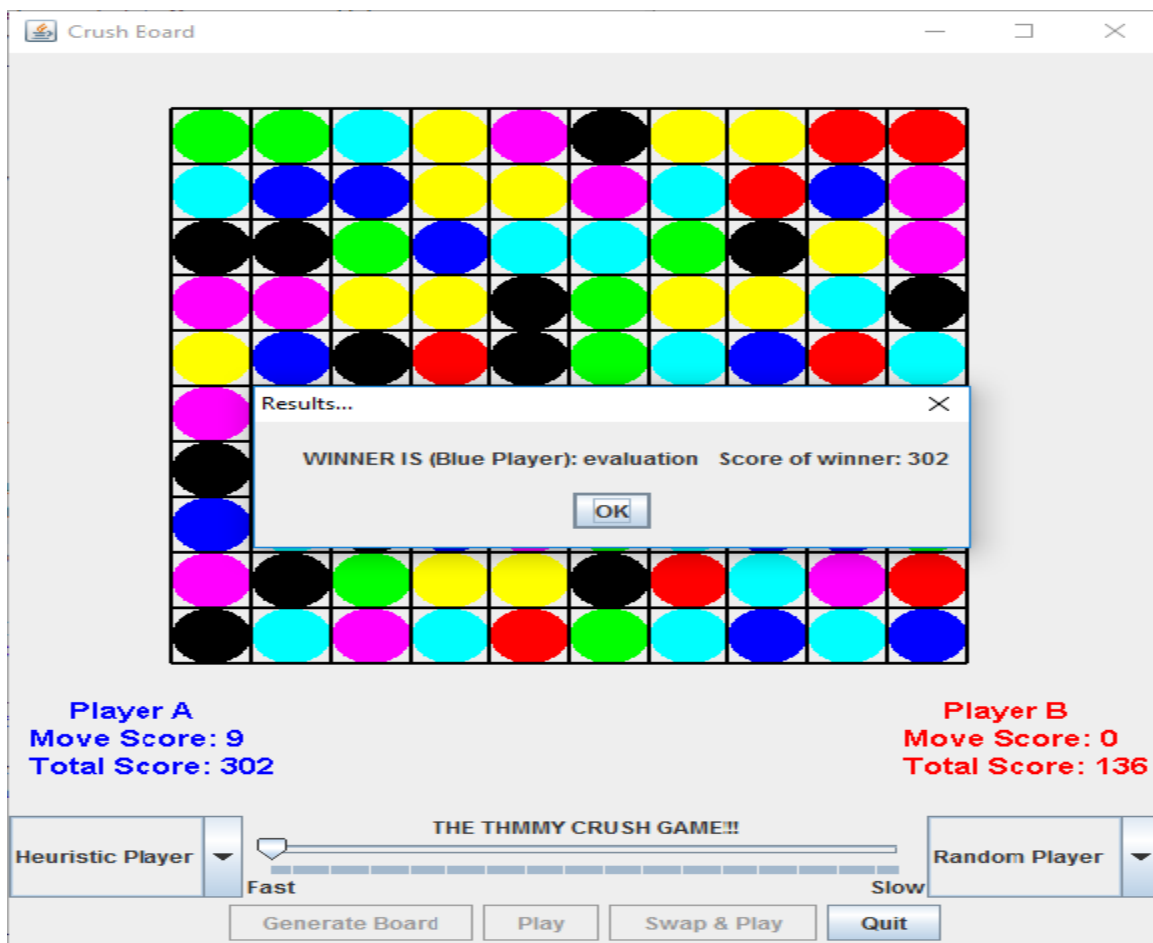 Crush Eoard
Results...
WINNER IS (Blue Player): evaluation Score of winner: 302
OK
Player A
Move Score: 9
Total Score: 302
Player B
Move Score: 0
Total Score: 136
THE THMMY CRUSH GAME!!!
Heuristic Player
Fast
Slow
Random Player
Generate Board
Play
Swap & Play
Quit